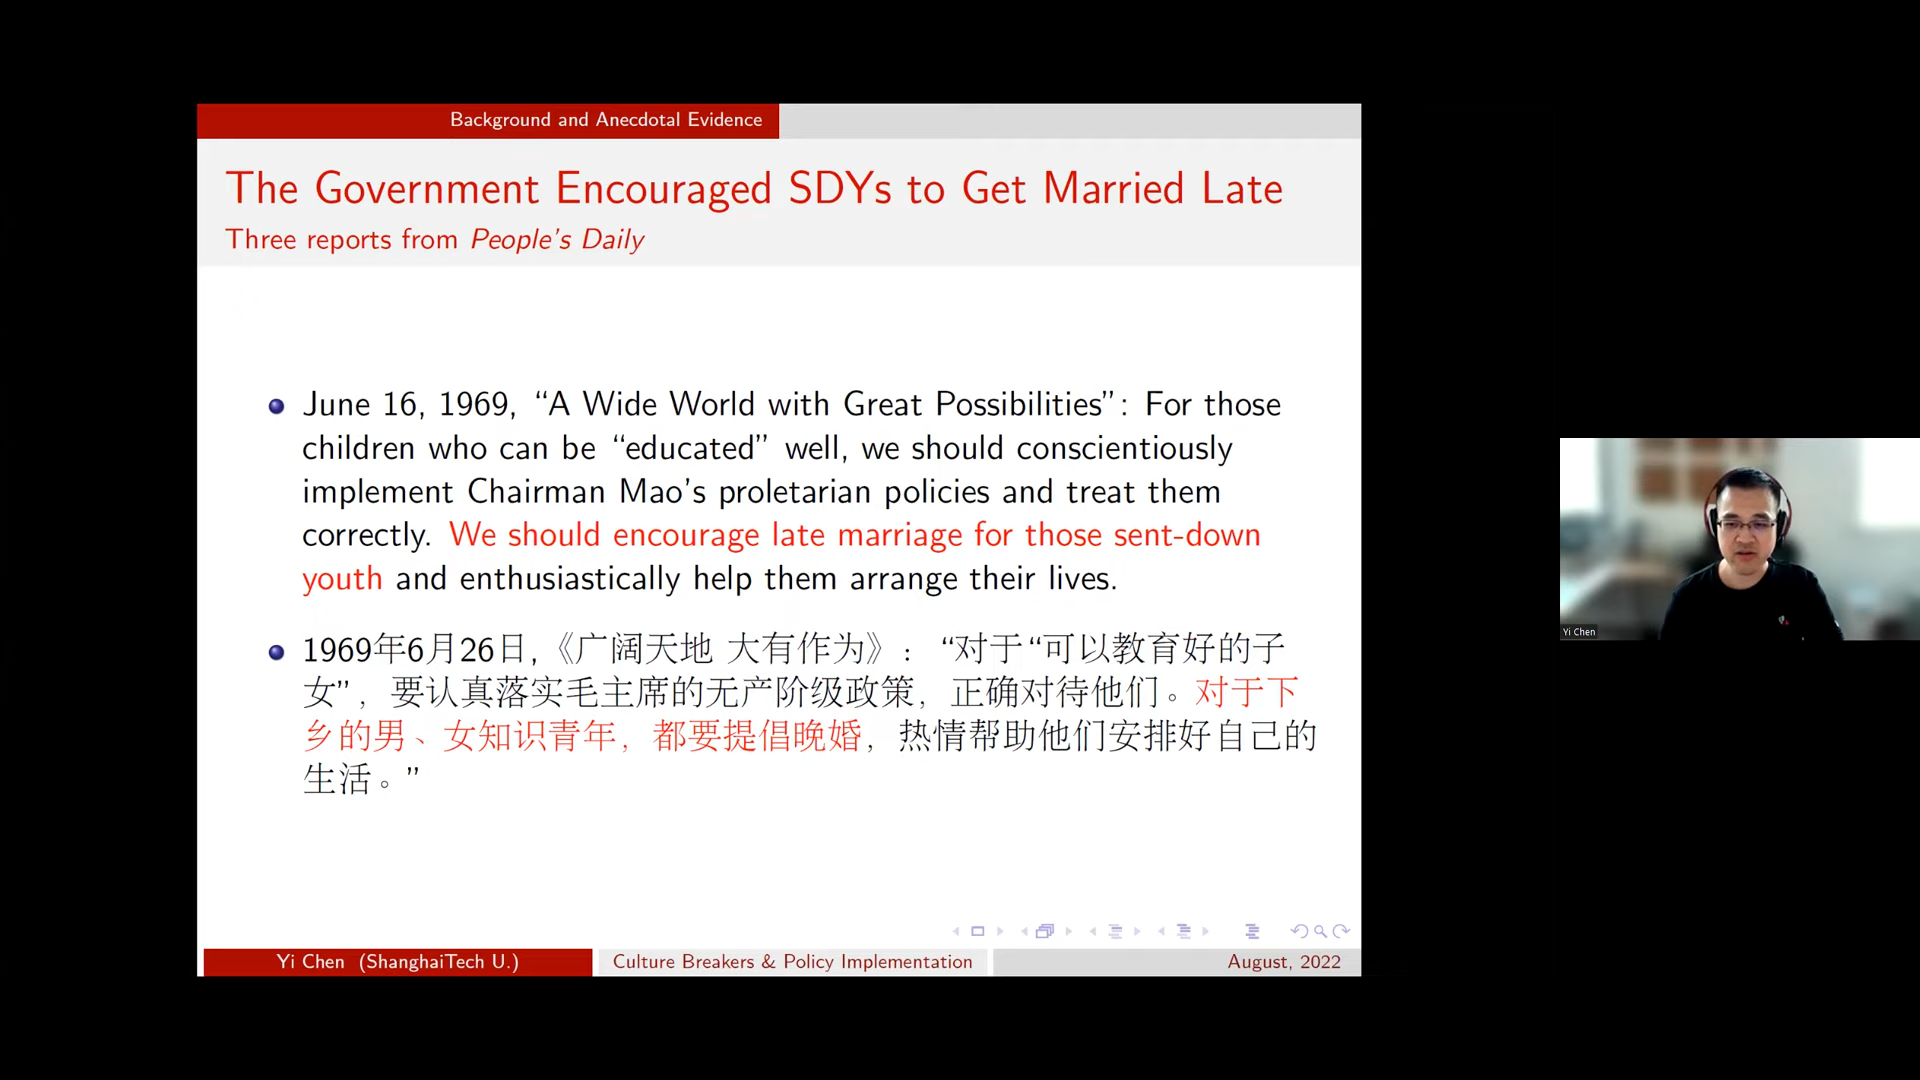 Background and Anecdotal Evidence
The Government Encouraged SDYs to Get Married Late
Three reports from People's Daily
June 16, 1969, “A Wide World with Great Possibilities”: For those
children who can be “educated” well, we should conscientiously
implement Chairman Mao's proletarian policies and treat them
correctly. We should encourage late marriage for those sent-down
youth and enthusiastically help them arrange their lives.
1969年6月26日,《广阔天地 大有作为》：“对于“可以教育好的子
女”，要认真落实毛主席的无产阶级政策，正确对待他们。对于下
乡的男、女知识青年，都要提倡晚婚，热情帮助他们安排好自己的
生活。”
Yi Chen (ShanghaiTech U.)
Culture Breakers & Policy Implementation
August, 2022
Yi Chen